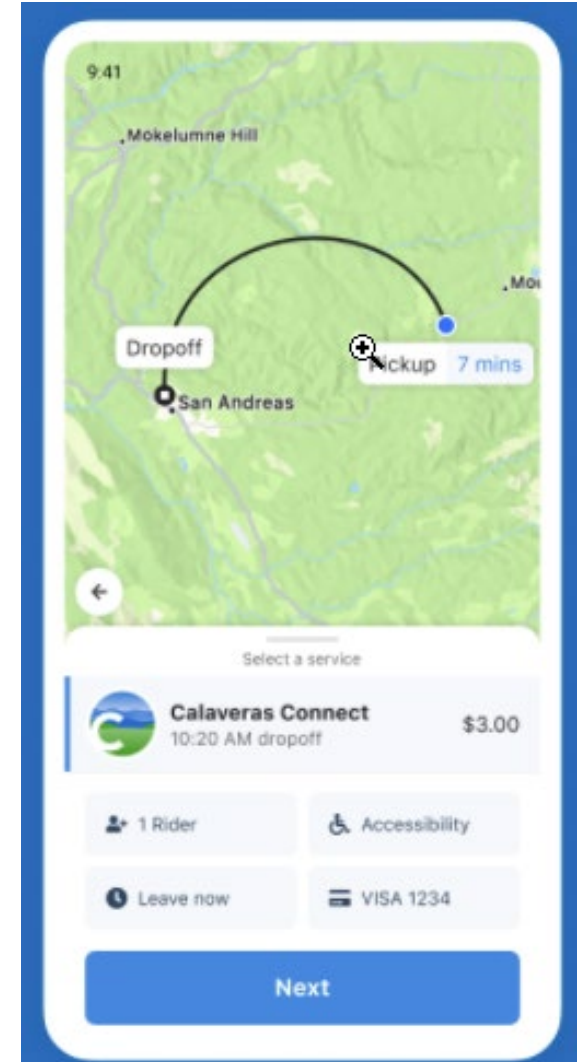 9:41
Mokelumne Hill
Mou
Dropoff
Pickup 7 mins
San Andreas
Select a service
Calaveras Connect
10:20 AM dropoff
$3.00
1 Rider
Accessibility
Leave now
VISA 1234
Next